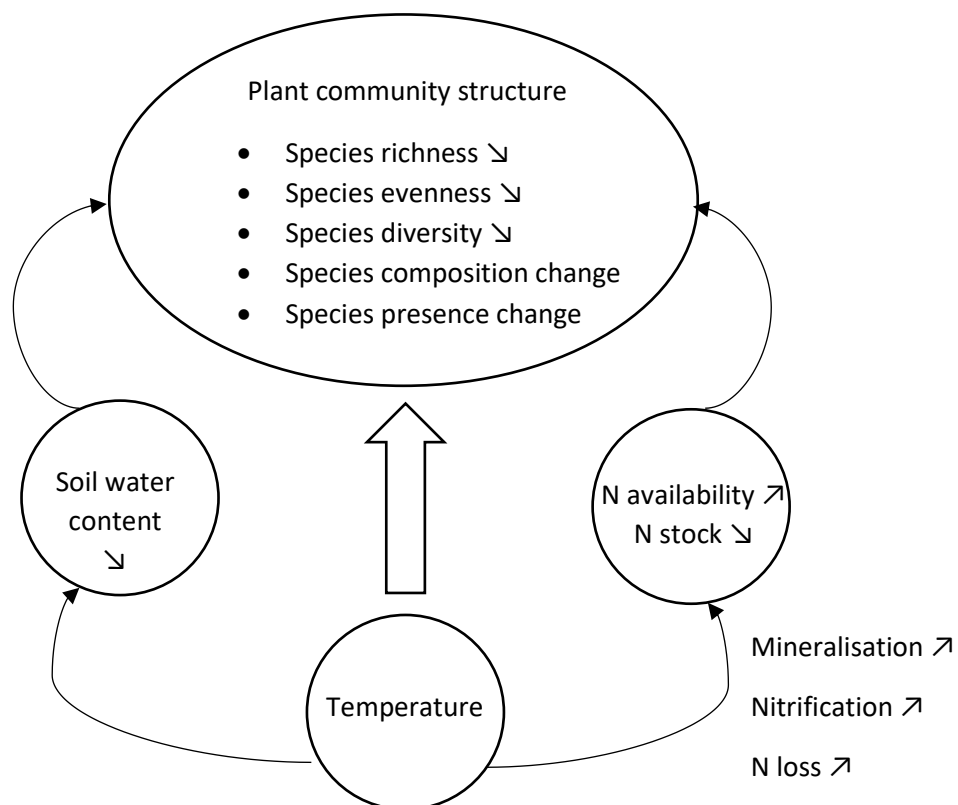 Plant community structure
• Species richness ↘
• Species evenness ↘
• Species diversity ↘
• Species composition change
• Species presence change
Soil water
content
↘
N availability ↗
N stock ↘
Temperature
Mineralisation ↗
Nitrification ↗
N loss ↗